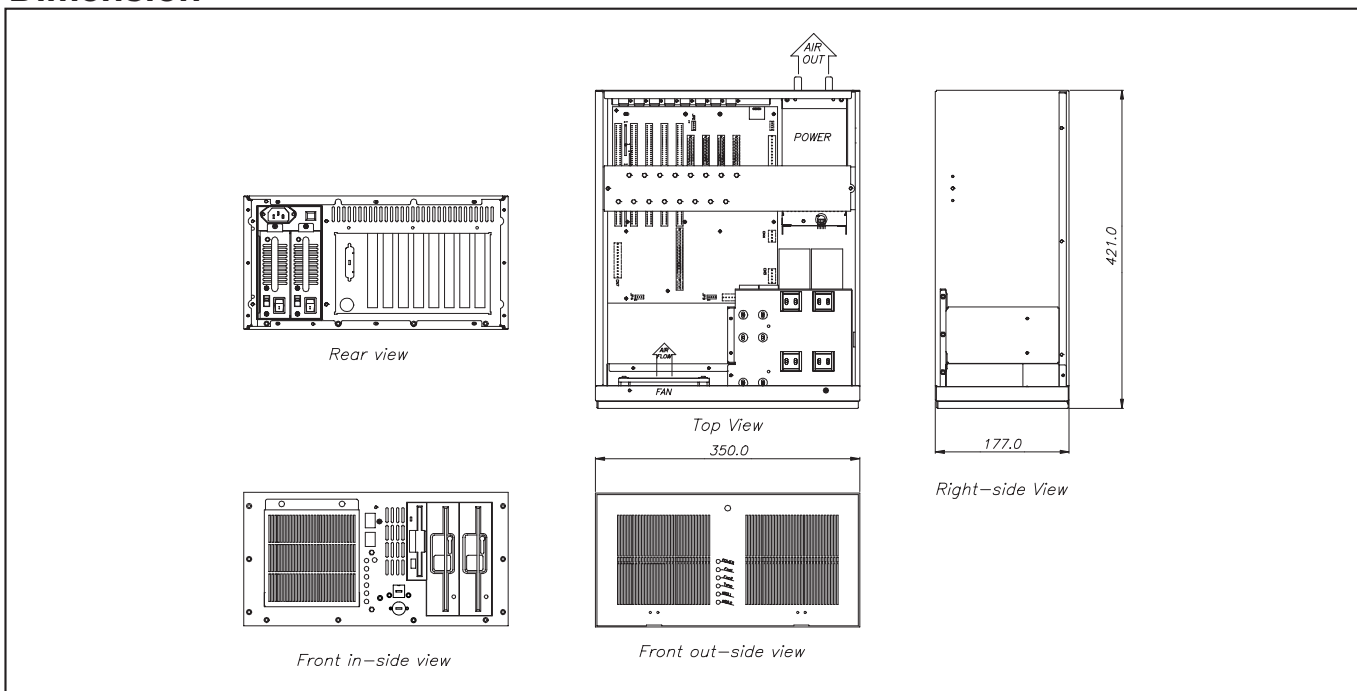 Dimension
AIR
OUT
POWER
AIR
FLOW
FAN
Top View
350.0
421.0
177.0
Right-side View
Rear view
Front in-side view
Front out-side view